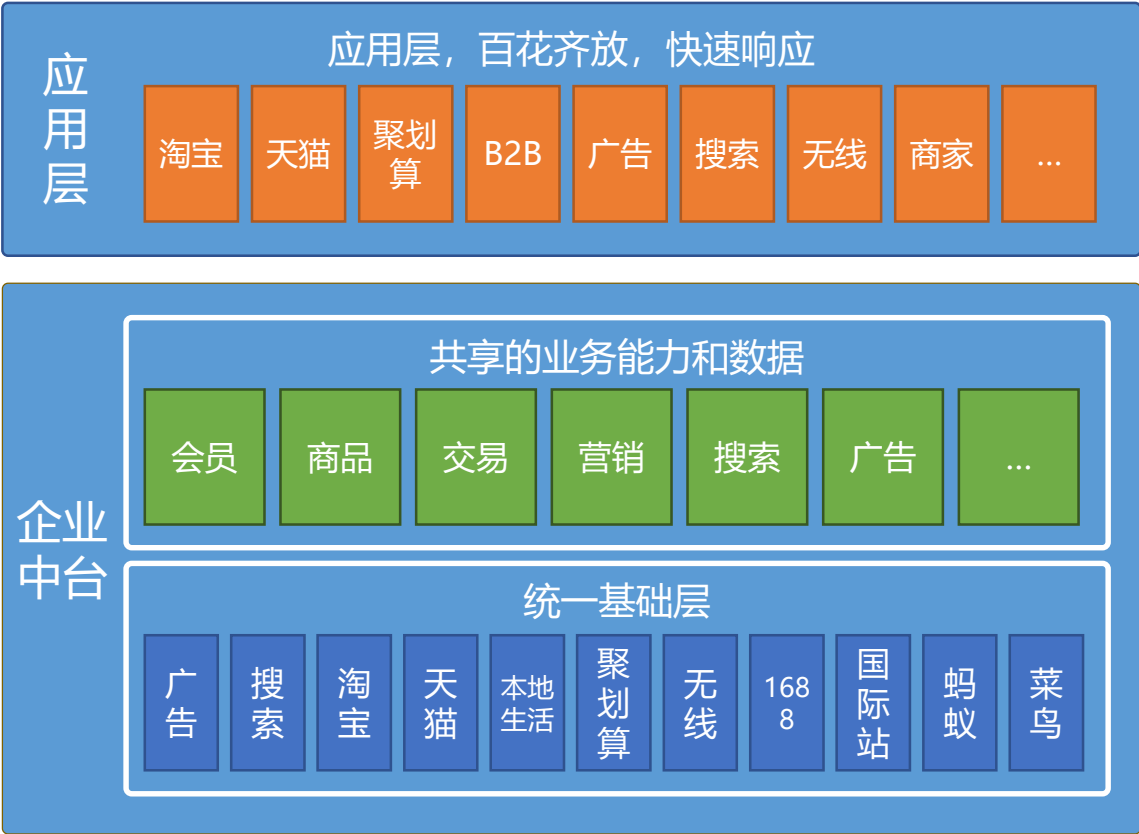 应用层
应用层，百花齐放，快速响应
淘宝
天猫
聚划
算
B2B
广告
搜索
无线
商家
...
企业
中台
共享的业务能力和数据
会员
商品
交易
营销
搜索
广告
...
统一基础层
广告
搜索
淘宝
天猫
本地
生活
聚划算
无线
168
8
国际站
蚂蚁
菜鸟